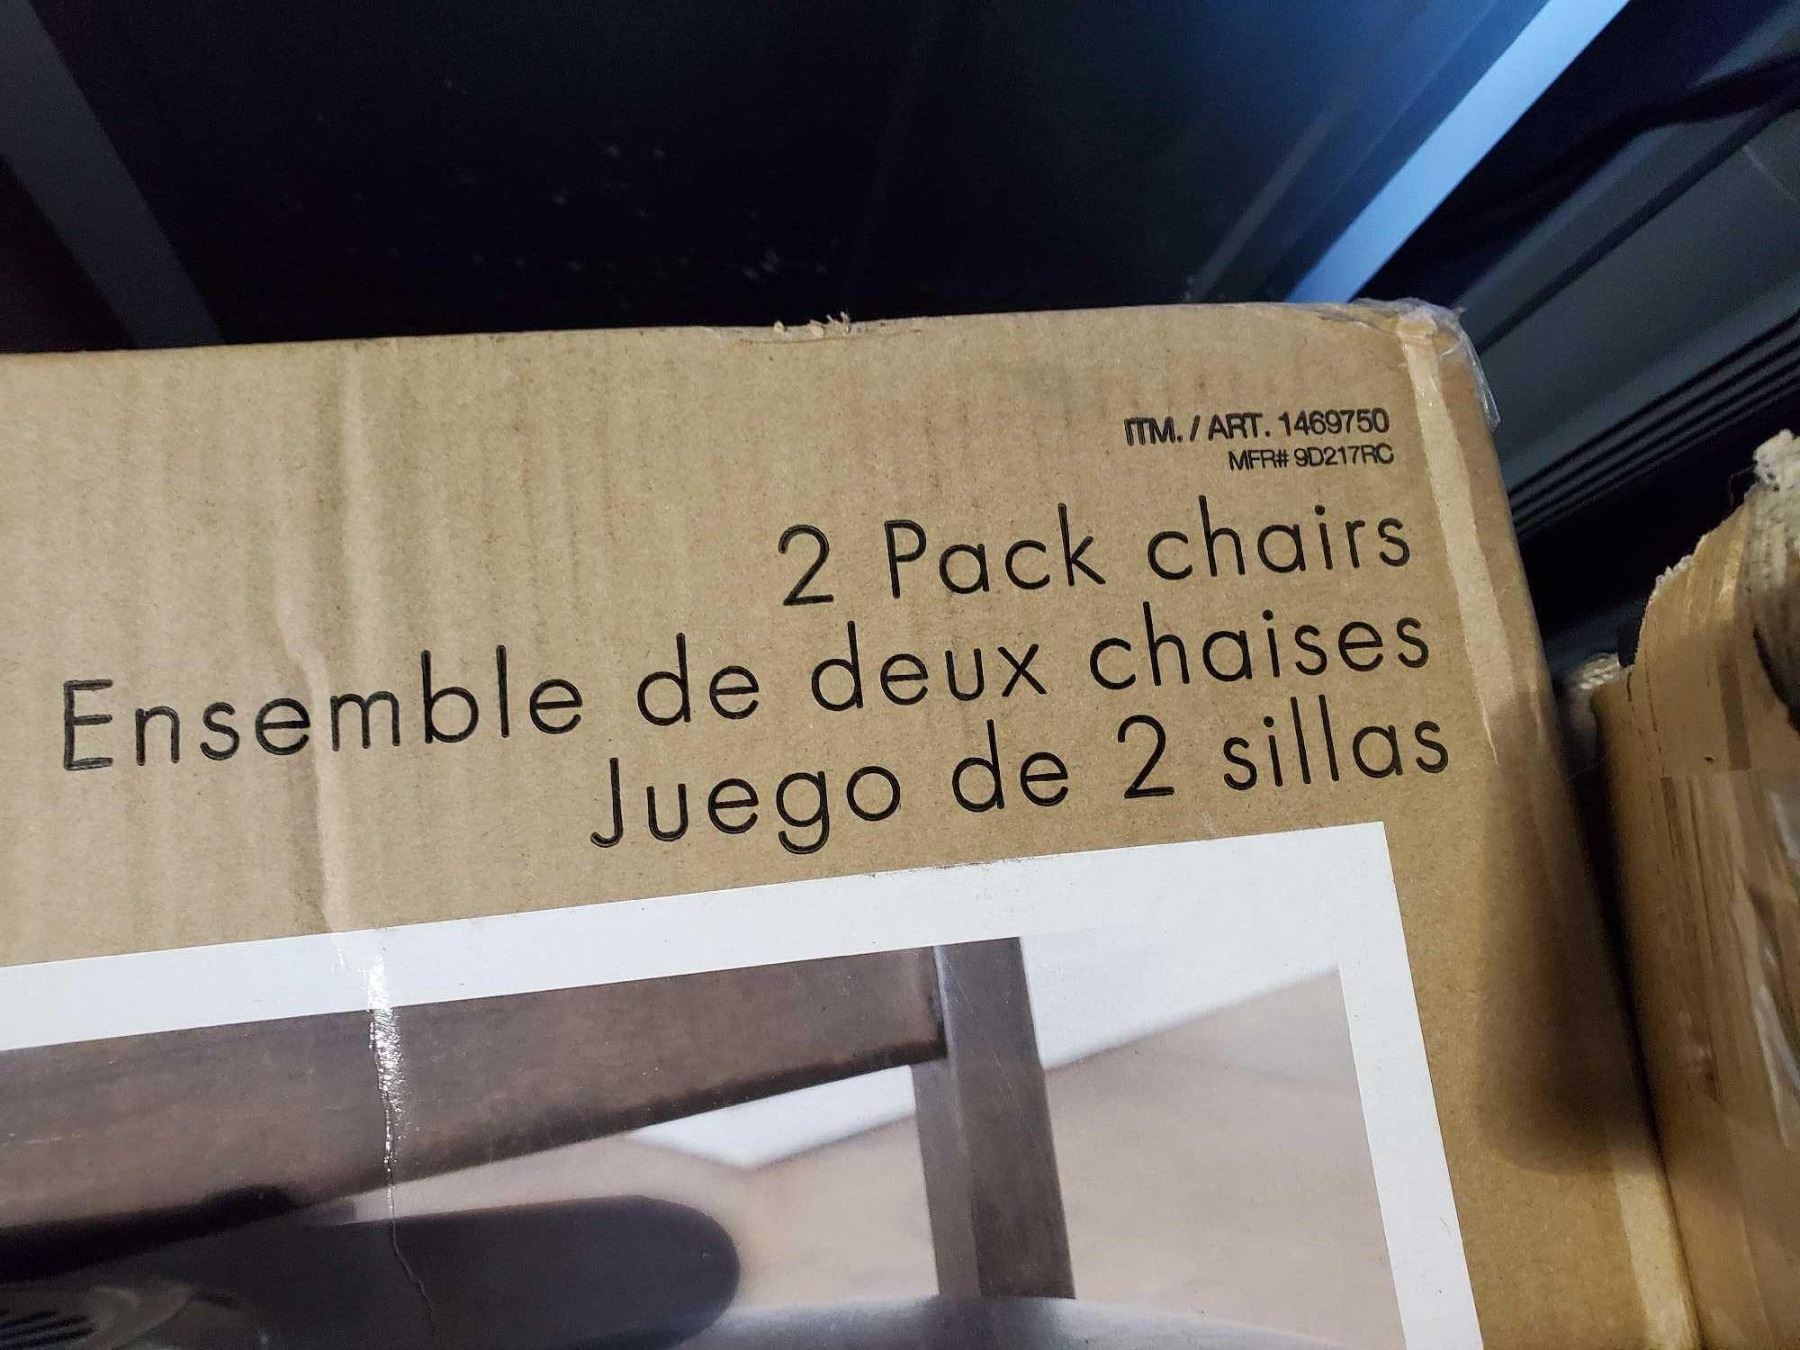 ITM. / ART. 1469750
MFR# 9D217RC
2 Pack chairs
Ensemble de deux chaises
Juego de 2 sillas